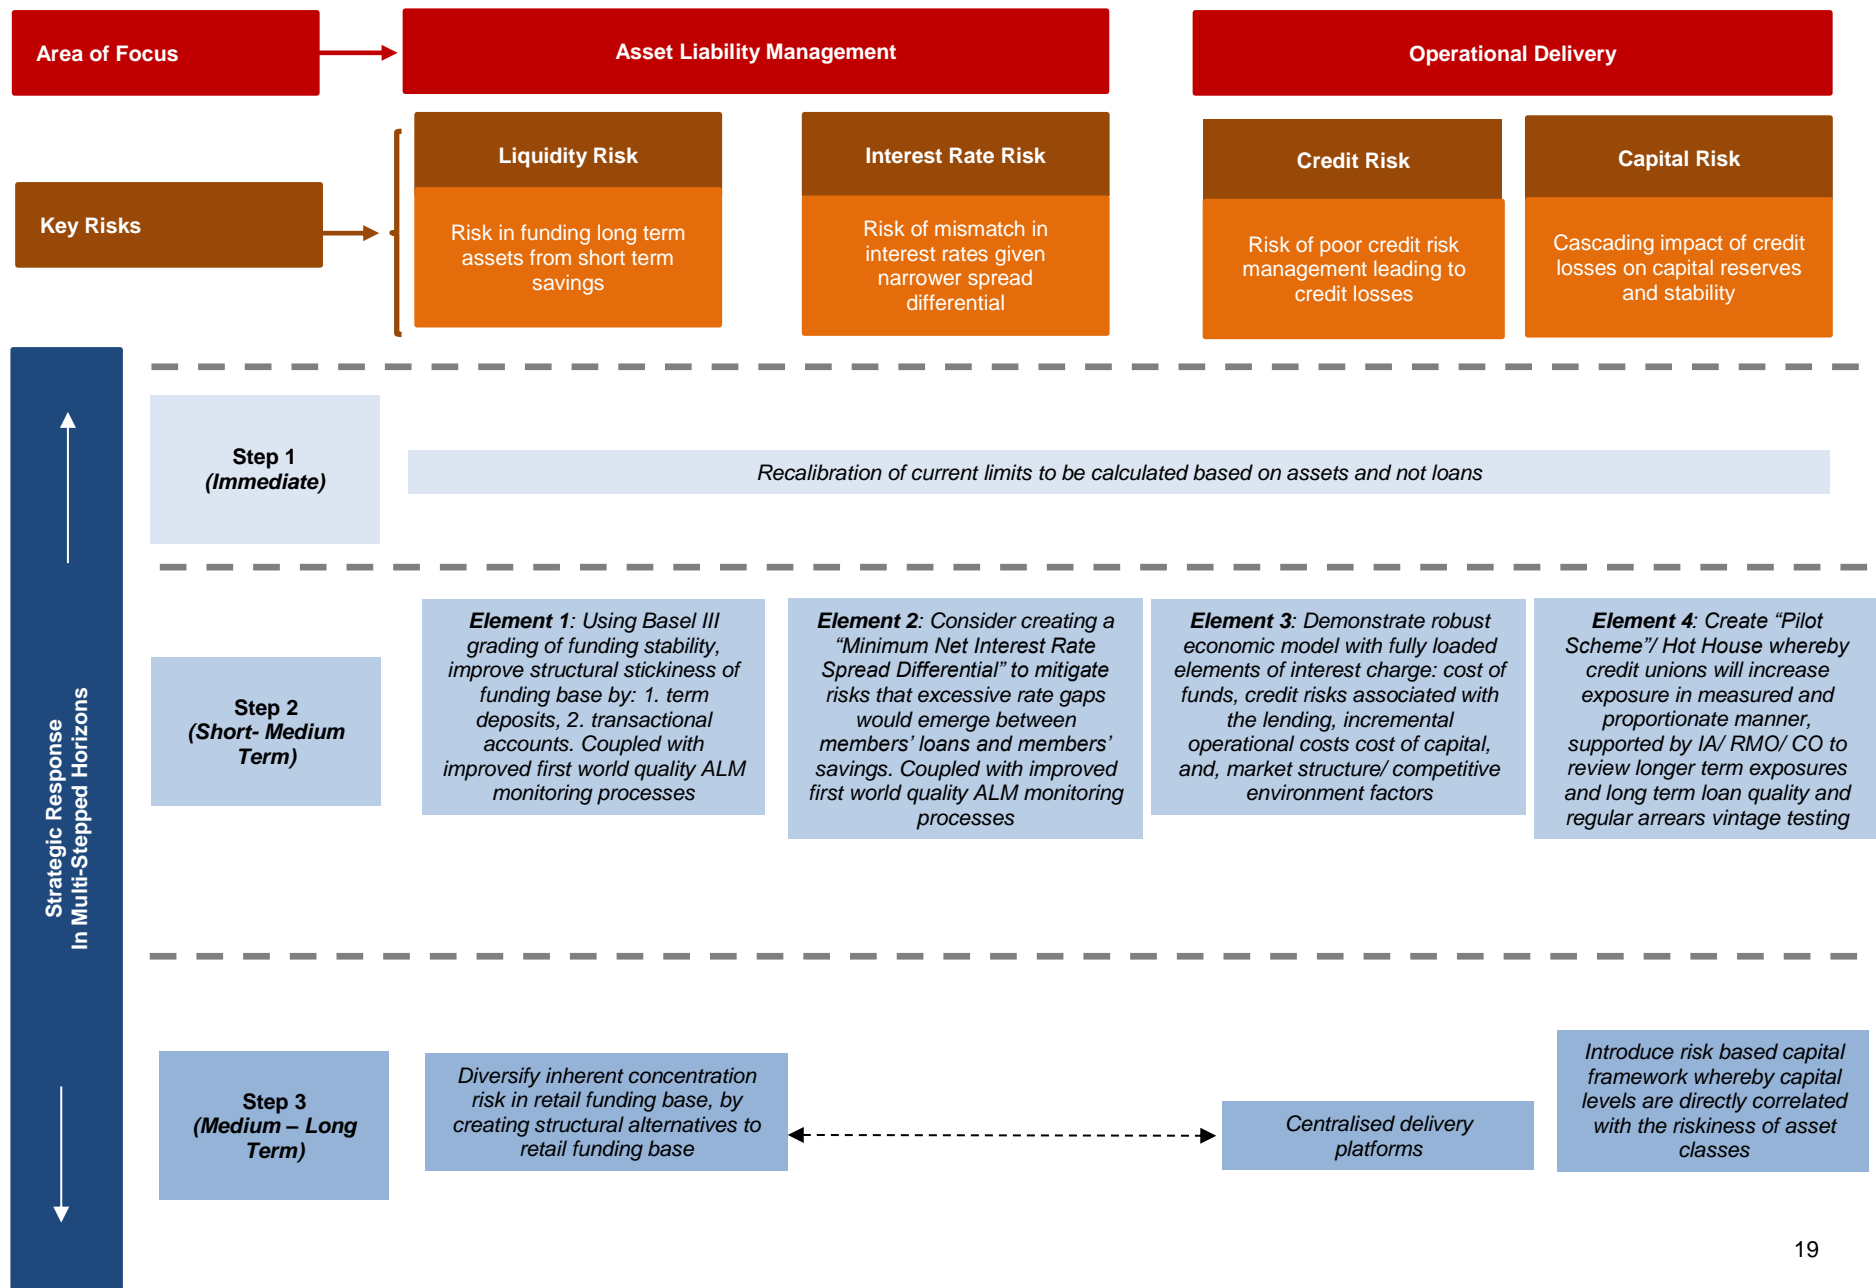 Area of Focus
Asset Liability Management
Operational Delivery
Key Risks
Liquidity Risk
Risk in funding long term
assets from short term
savings
Interest Rate Risk
Risk of mismatch in
interest rates given
narrower spread
differential
Credit Risk
Risk of poor credit risk
management leading to
credit losses
Capital Risk
Cascading impact of credit
losses on capital reserves
and stability
Strategic Response
In Multi-Stepped Horizons
Step 1
(Immediate)
Recalibration of current limits to be calculated based on assets and not loans
Step 2
(Short- Medium
Term)
Element 1: Using Basel III
grading of funding stability,
improve structural stickiness of
funding base by: 1. term
deposits, 2. transactional
accounts. Coupled with
improved first world quality ALM
monitoring processes
Element 2: Consider creating a
“Minimum Net Interest Rate
Spread Differential” to mitigate
risks that excessive rate gaps
would emerge between
members’ loans and members’
savings. Coupled with improved
first world quality ALM monitoring
processes
Element 3: Demonstrate robust
economic model with fully loaded
elements of interest charge: cost of
funds, credit risks associated with
the lending, incremental
operational costs cost of capital,
and, market structure/ competitive
environment factors
Element 4: Create “Pilot
Scheme”/ Hot House whereby
credit unions will increase
exposure in measured and
proportionate manner,
supported by IA/ RMO/ CO to
review longer term exposures
and long term loan quality and
regular arrears vintage testing
Step 3
(Medium – Long
Term)
Diversify inherent concentration
risk in retail funding base, by
creating structural alternatives to
retail funding base
Centralised delivery
platforms
Introduce risk based capital
framework whereby capital
levels are directly correlated
with the riskiness of asset
classes
19